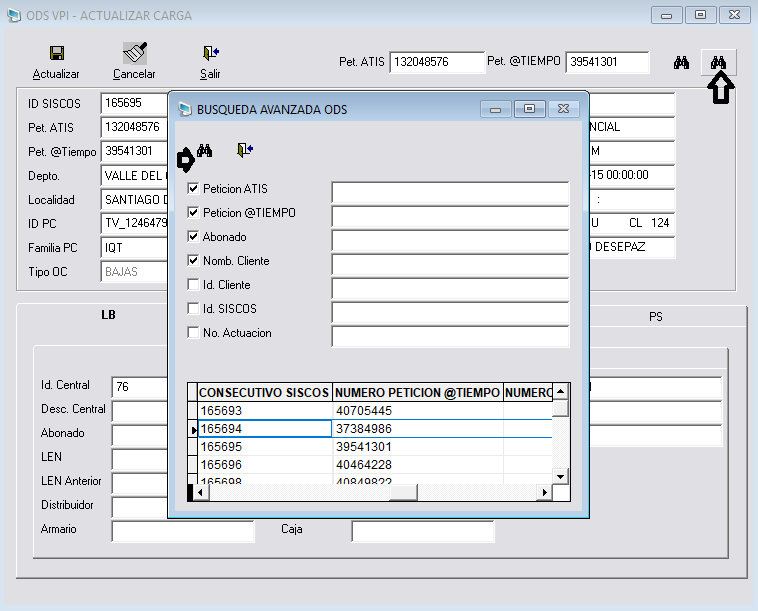 ODS VPI - ACTUALIZAR CARGA
Pet. ATIS 132048576 Pet. @TIEMPO 39541301
Actualizar Cancelar Salir
ID SISCOS 165695
Pet. ATIS 132048576 NCIAL
Pet. @Tiempo 39541301 M
Depto. VALLE DEL -15 00:00:00
Localidad SANTIAGO :
ID PC TV_1246479 U CL 124
Familia PC IQT DESEPAZ
Tipo OC BAJAS
BUSQUEDA AVANZADA ODS
Peticion ATIS
Peticion @TIEMPO
Abonado
Nomb. Cliente
Id. Cliente
Id. SISCOS
No. Actuacion
CONSECUTIVO SISCOS NUMERO PETICION @TIEMPO NUMERO
165693 40705445
165694 37384986
165695 39541301
165696 40464228
165698 40849822
LB PS
Id. Central 76
Desc. Central
Abonado
LEN
LEN Anterior
Distribuidor
Armario Caja